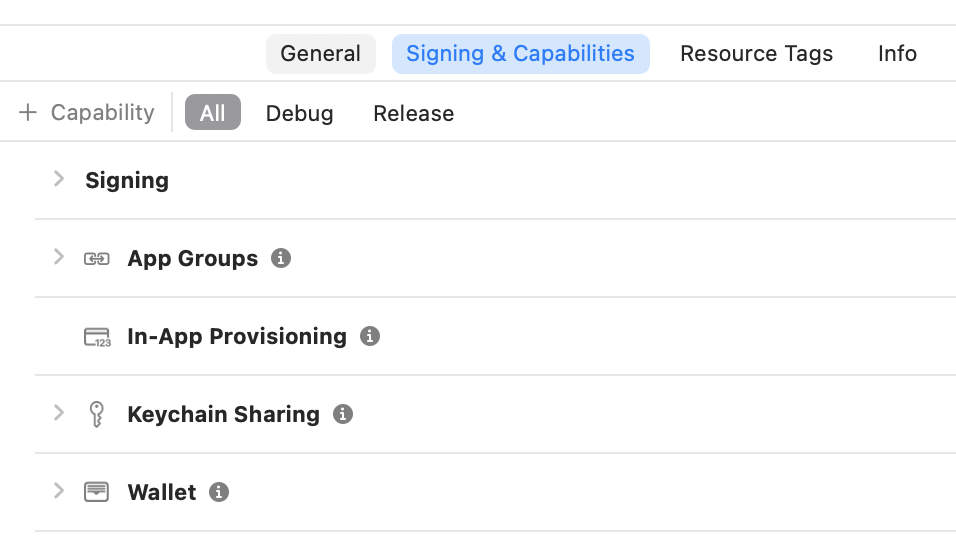 General Signing & Capabilities Resource Tags Info
+ Capability All Debug Release
Signing
App Groups
In-App Provisioning
Keychain Sharing
Wallet